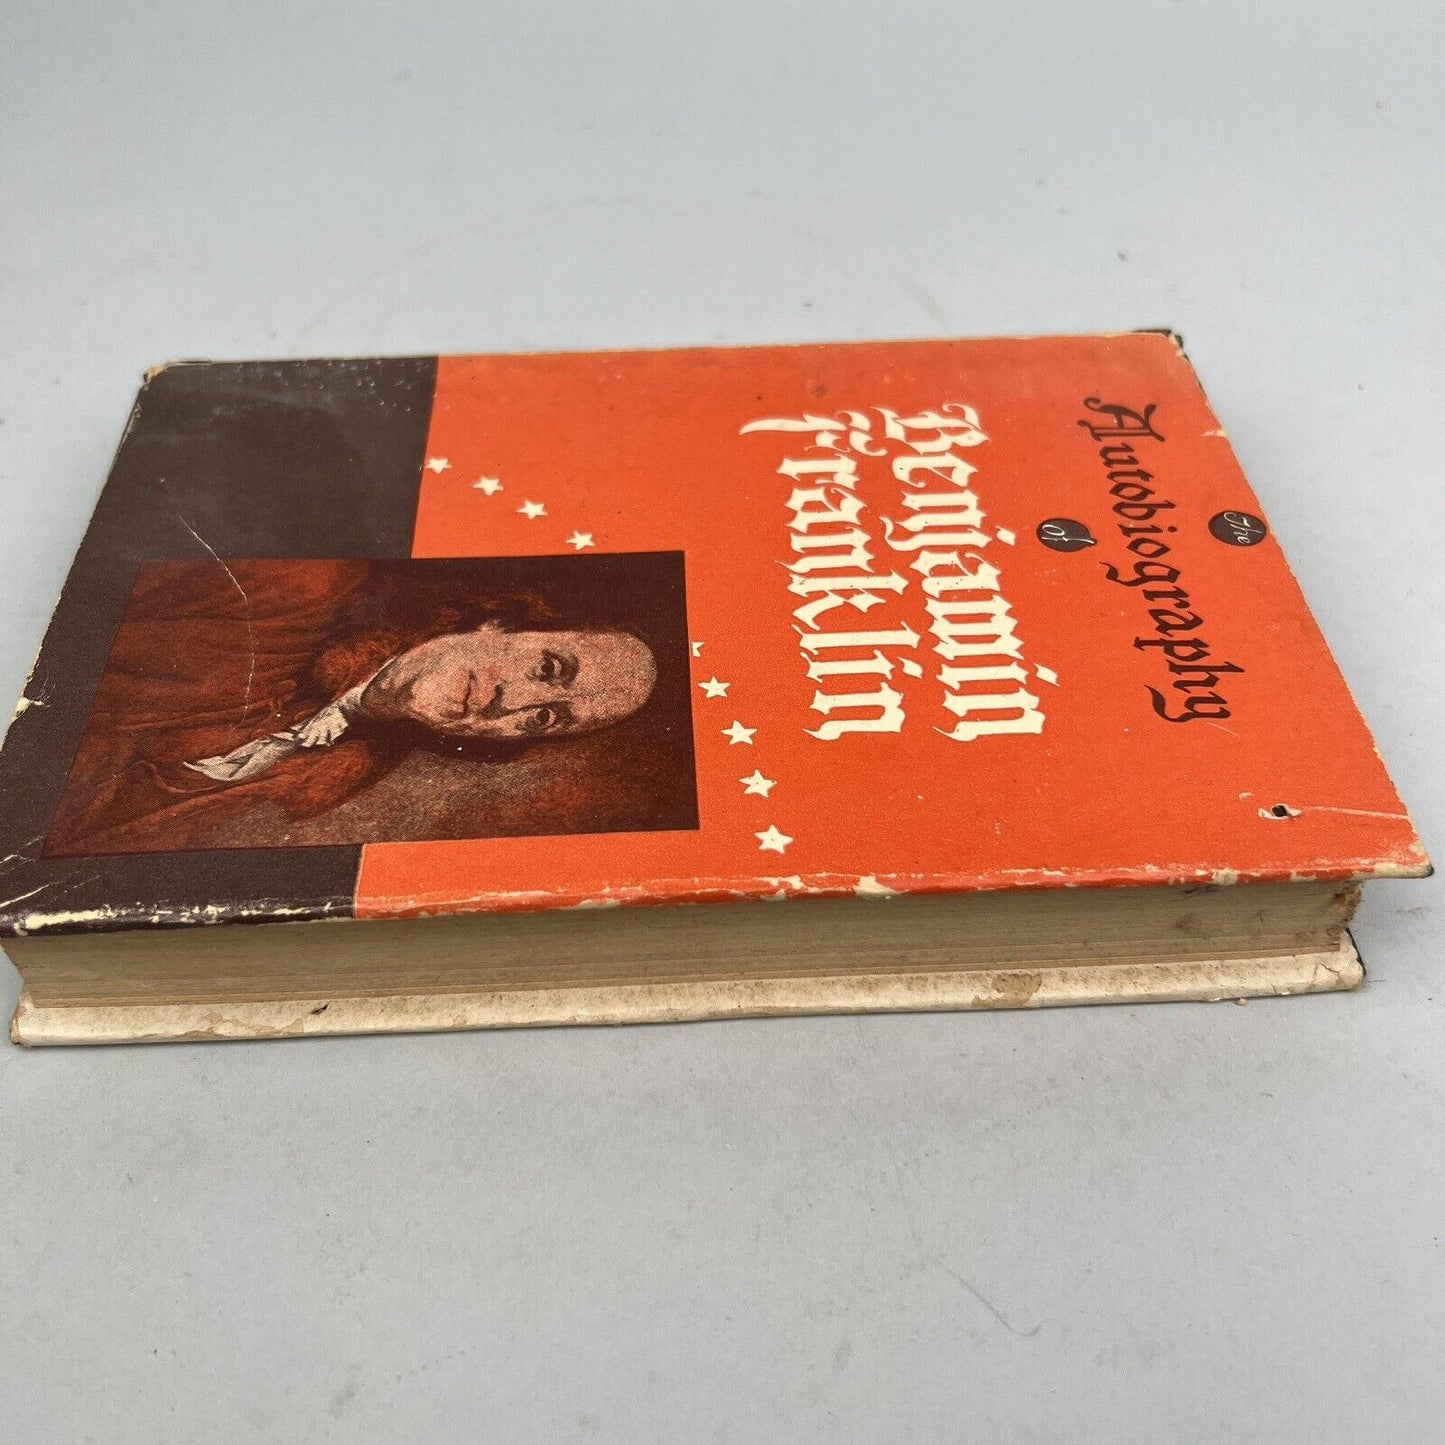 The
Autobiography
of
Benjamin
Franklin